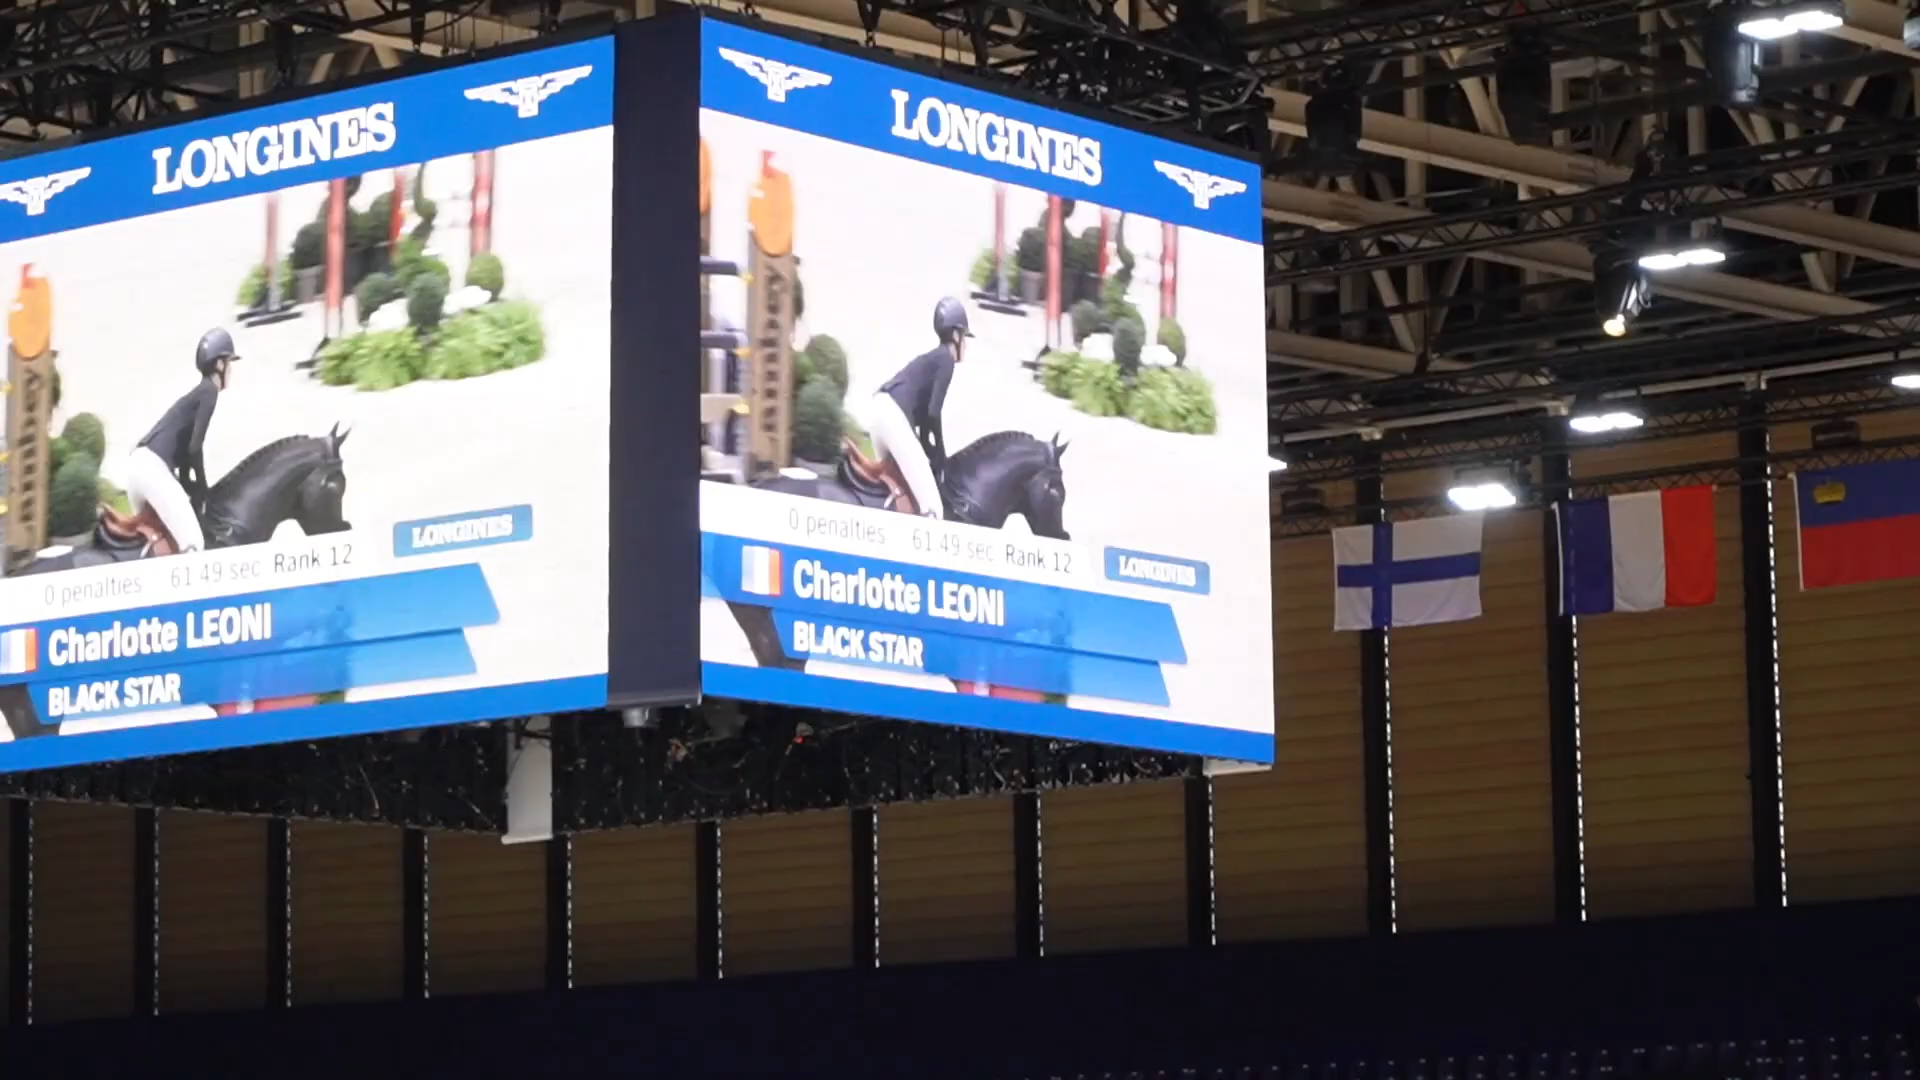 LONGINES
LONGINES
0 penalties 61.49 sec Rank 12
Charlotte LEONI
BLACK STAR
LONGINES
LONGINES
0 penalties 61.49 sec Rank 12
Charlotte LEONI
BLACK STAR